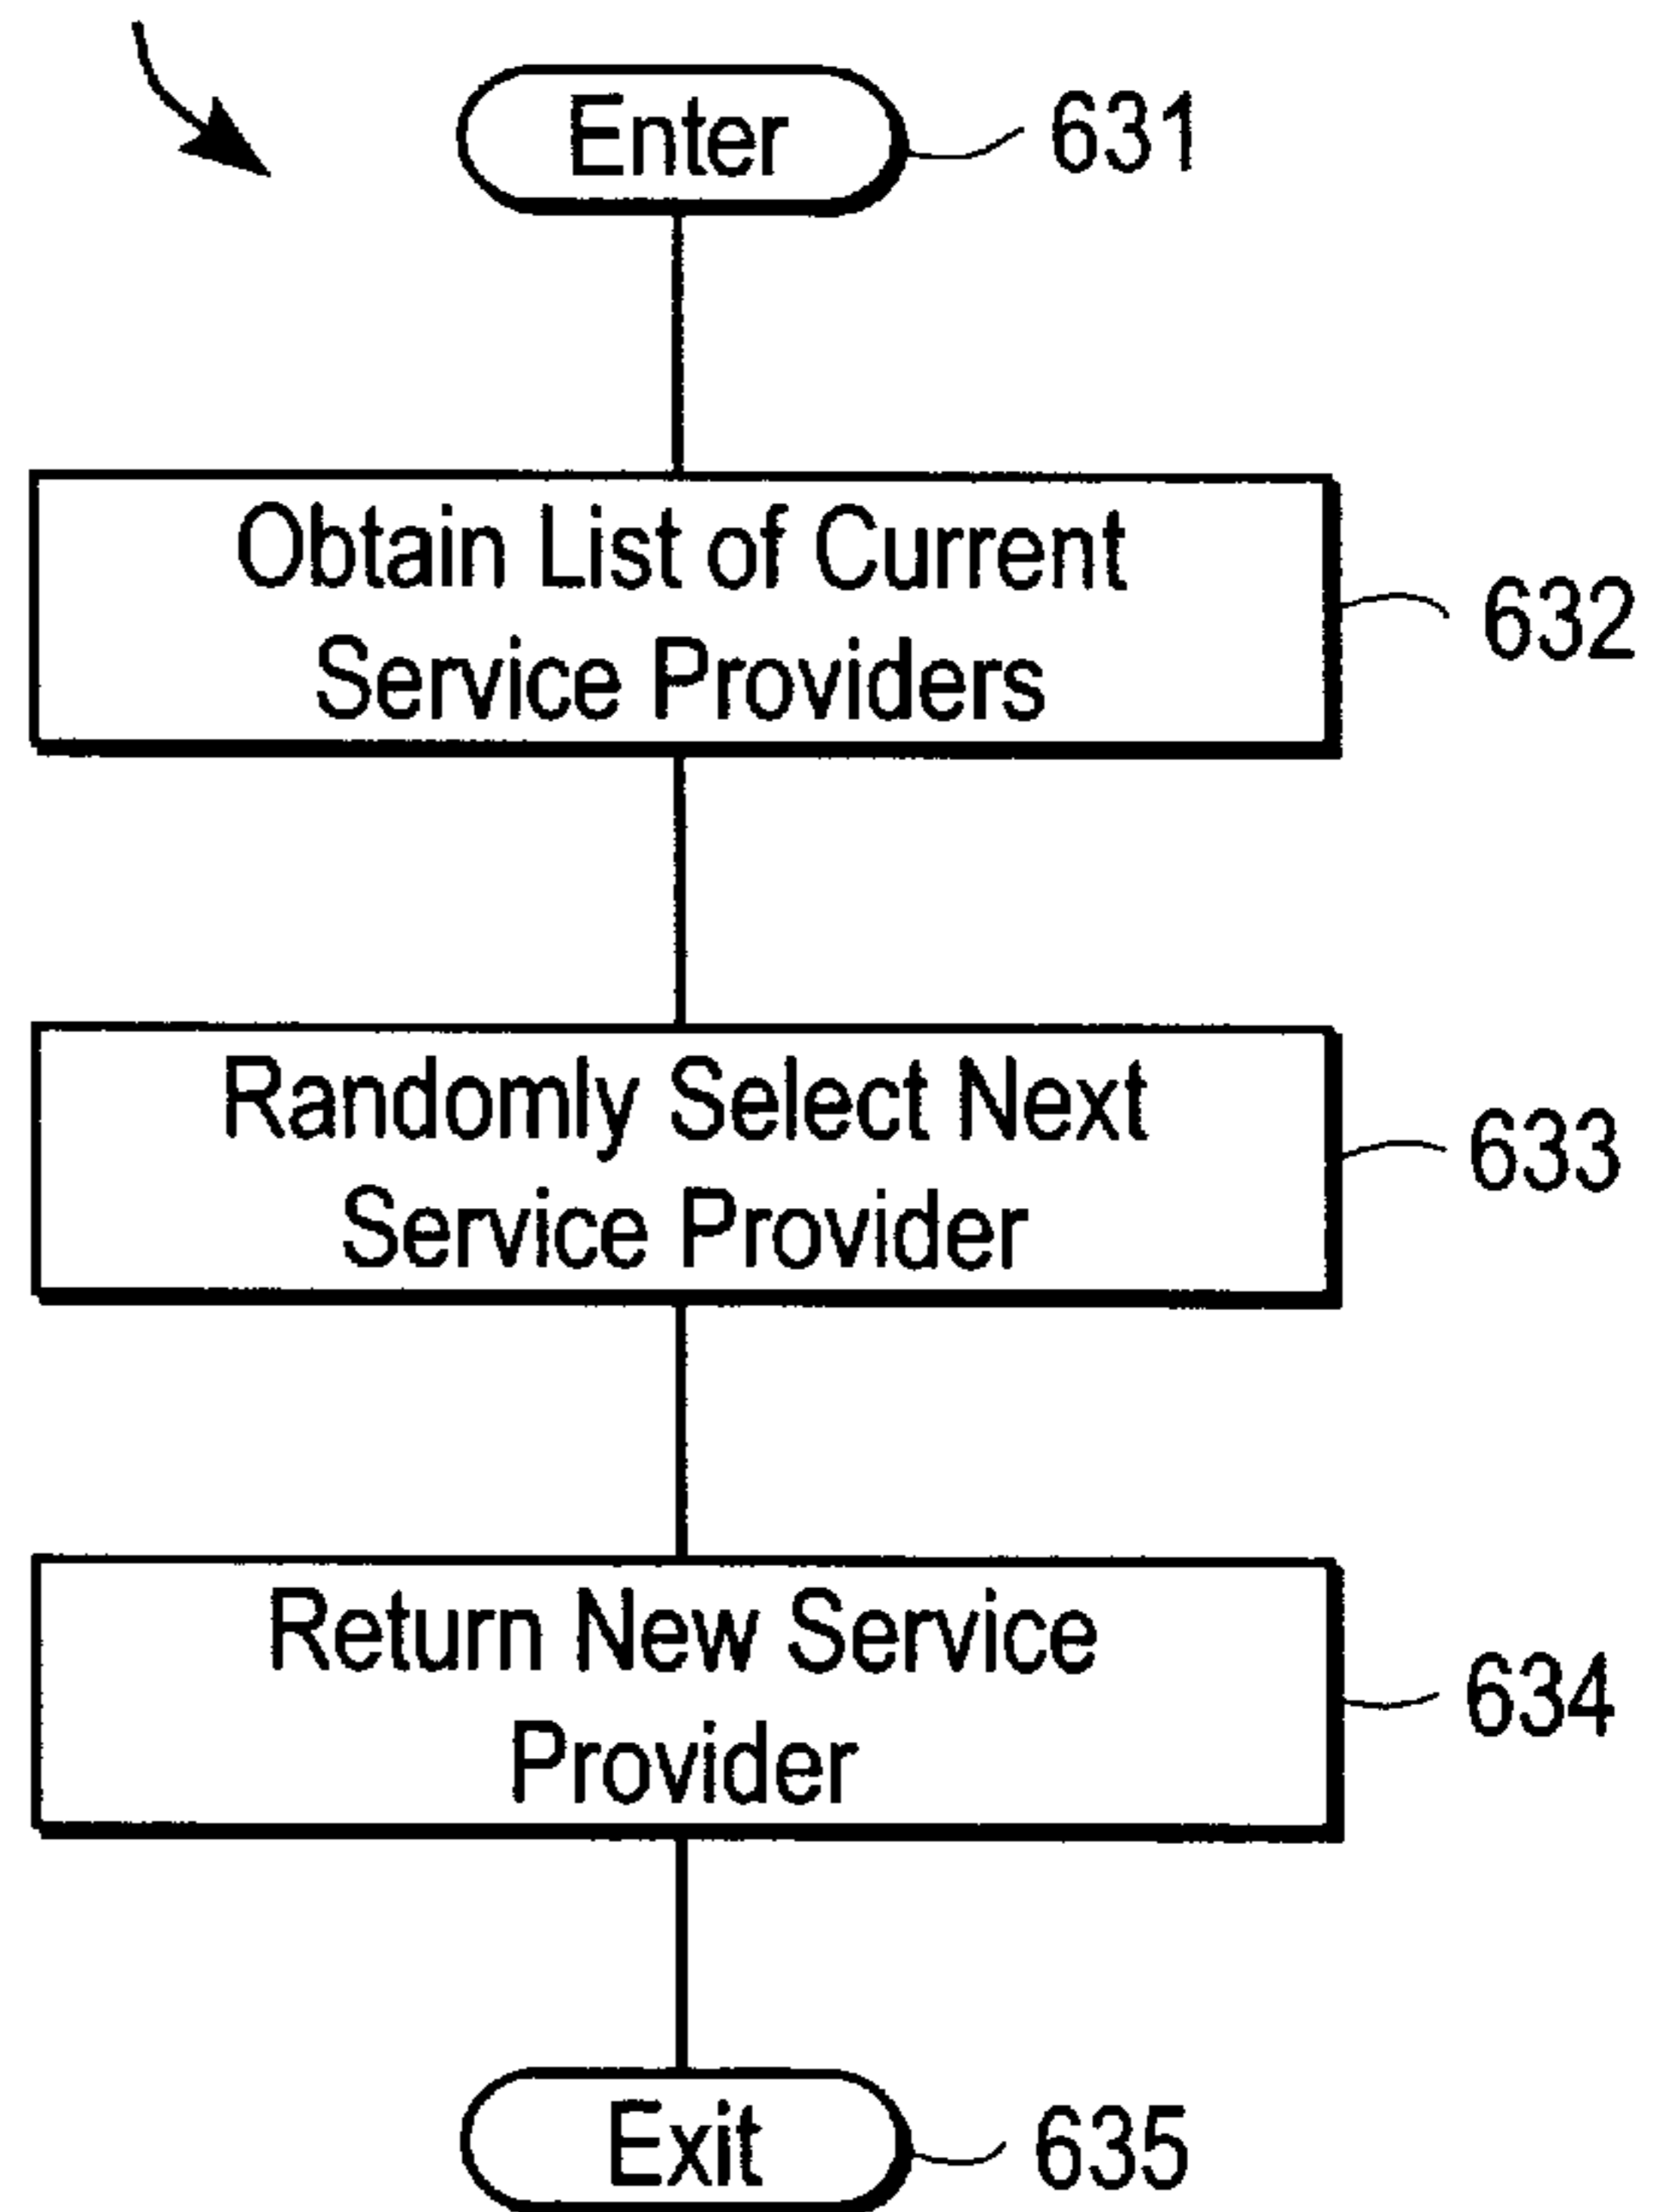 Enter
631
Obtain List of Current
Service Providers
632
Randomly Select Next
Service Provider
633
Return New Service
Provider
634
Exit
635